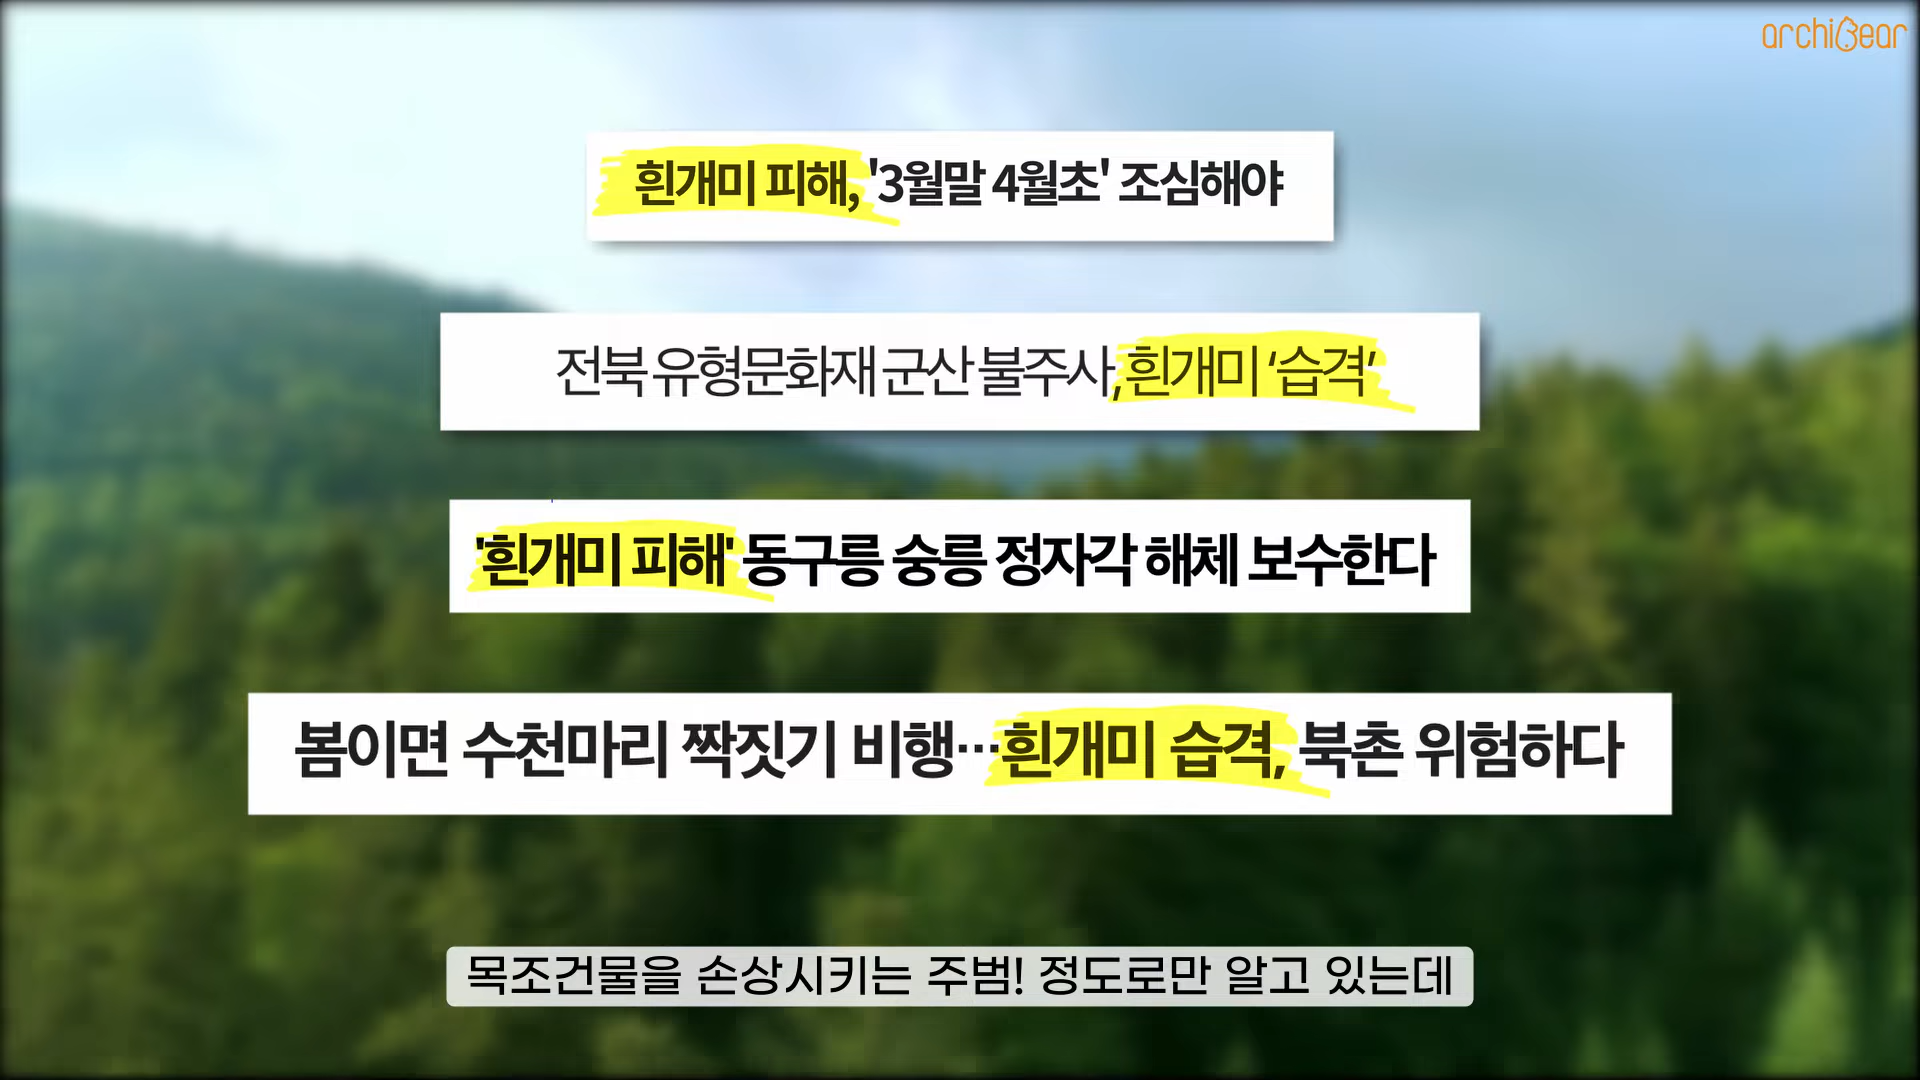 archiBear
흰개미 피해, '3월말 4월초' 조심해야
전북 유형문화재 군산 불주사, 흰개미 ‘습격’
'흰개미 피해' 동구릉 숭릉 정자각 해체 보수한다
봄이면 수천마리 짝짓기 비행…흰개미 습격, 북촌 위험하다
목조건물을 손상시키는 주범! 정도로만 알고 있는데